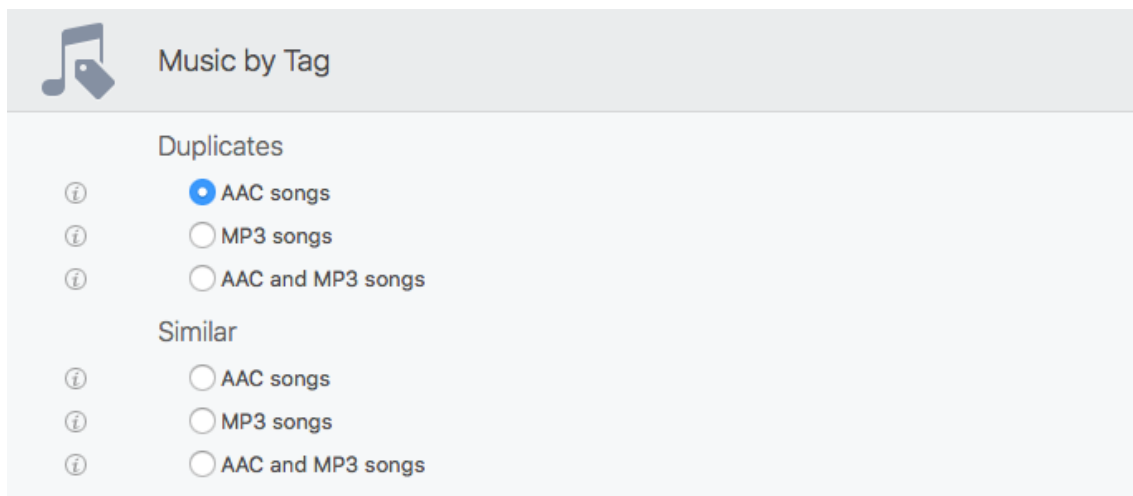 Music by Tag
Duplicates
AAC songs
MP3 songs
AAC and MP3 songs
Similar
AAC songs
MP3 songs
AAC and MP3 songs